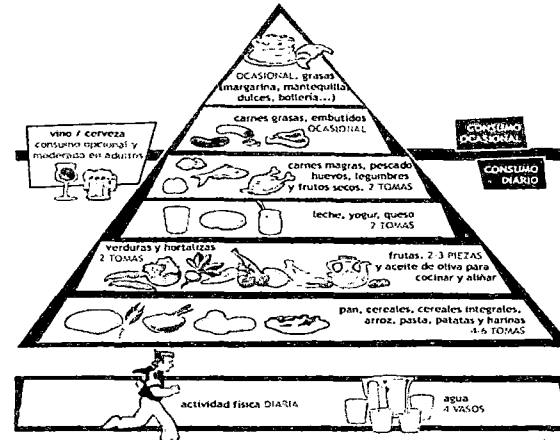 OCASIONAL, grasas
(margarina, mantequilla,
dulces, bollería...)
carnes grasas, embutidos
OCASIONAL
vino / cerveza
consumo opcional y
moderado en adultos
CONSUMO
OCASIONAL
CONSUMO
DIARIO
carnes magras, pescado
huevos, legumbres
y frutos secos. 2 TOMAS
leche, yogur, queso
2 TOMAS
verduras y hortalizas
2 TOMAS
frutas, 2-3 PIEZAS
y aceite de oliva para
cocinar y aliñar
pan, cereales, cereales integrales,
arroz, pasta, patatas y harinas
4-6 TOMAS
actividad física DIARIA
agua
4 VASOS